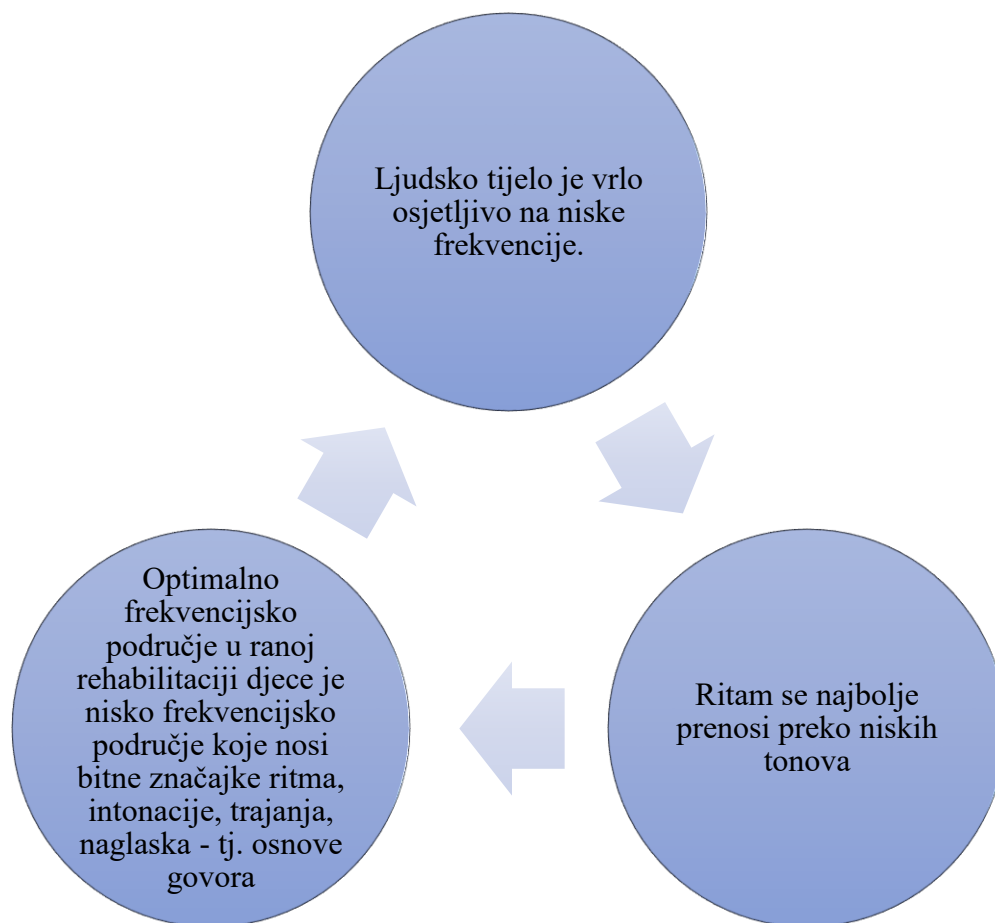 Ljudsko tijelo je vrlo
osjetljivo na niske
frekvencije.
Ritam se najbolje
prenosi preko niskih
tonova
Optimalno
frekvencijsko
područje u ranoj
rehabilitaciji djece je
nisko frekvencijsko
područje koje nosi
bitne značajke ritma,
intonacije, trajanja,
naglaska - tj. osnove
govora